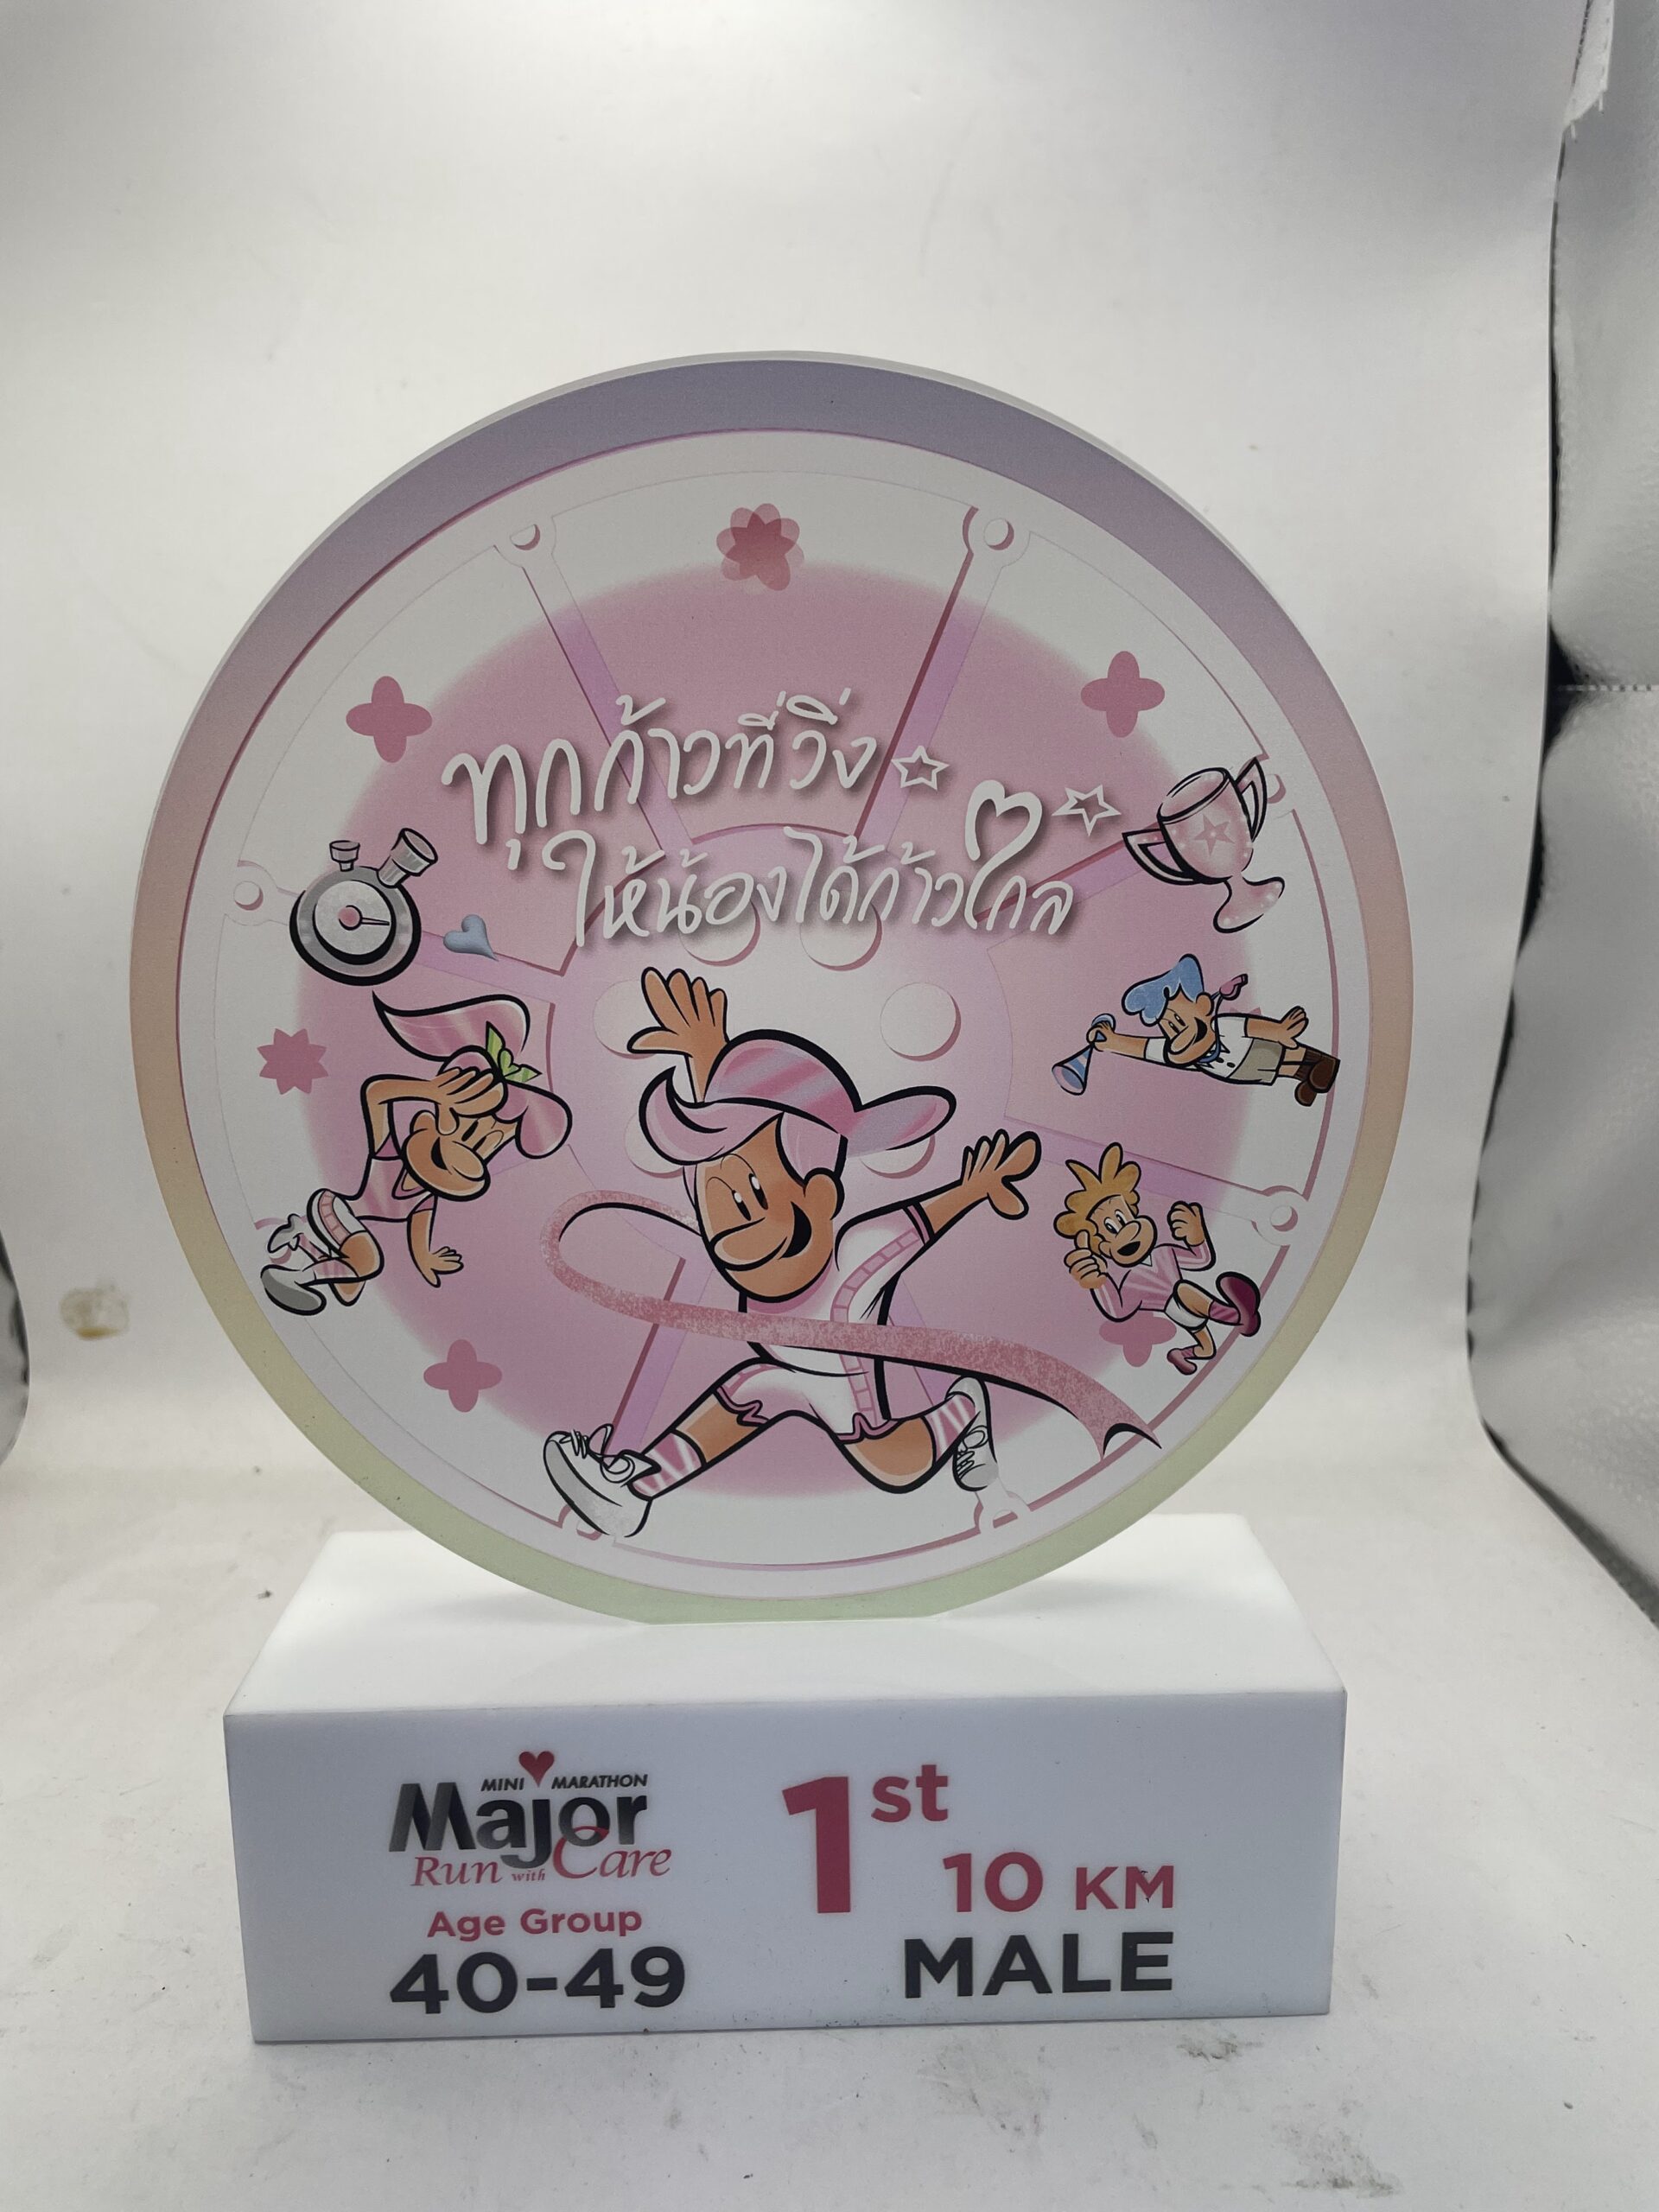 ทุกก้าวที่วิ่ง
ให้น้องได้ก้าวไกล
MINI MARATHON
Major
Run with Care
Age Group
40-49
1st
10 KM
MALE